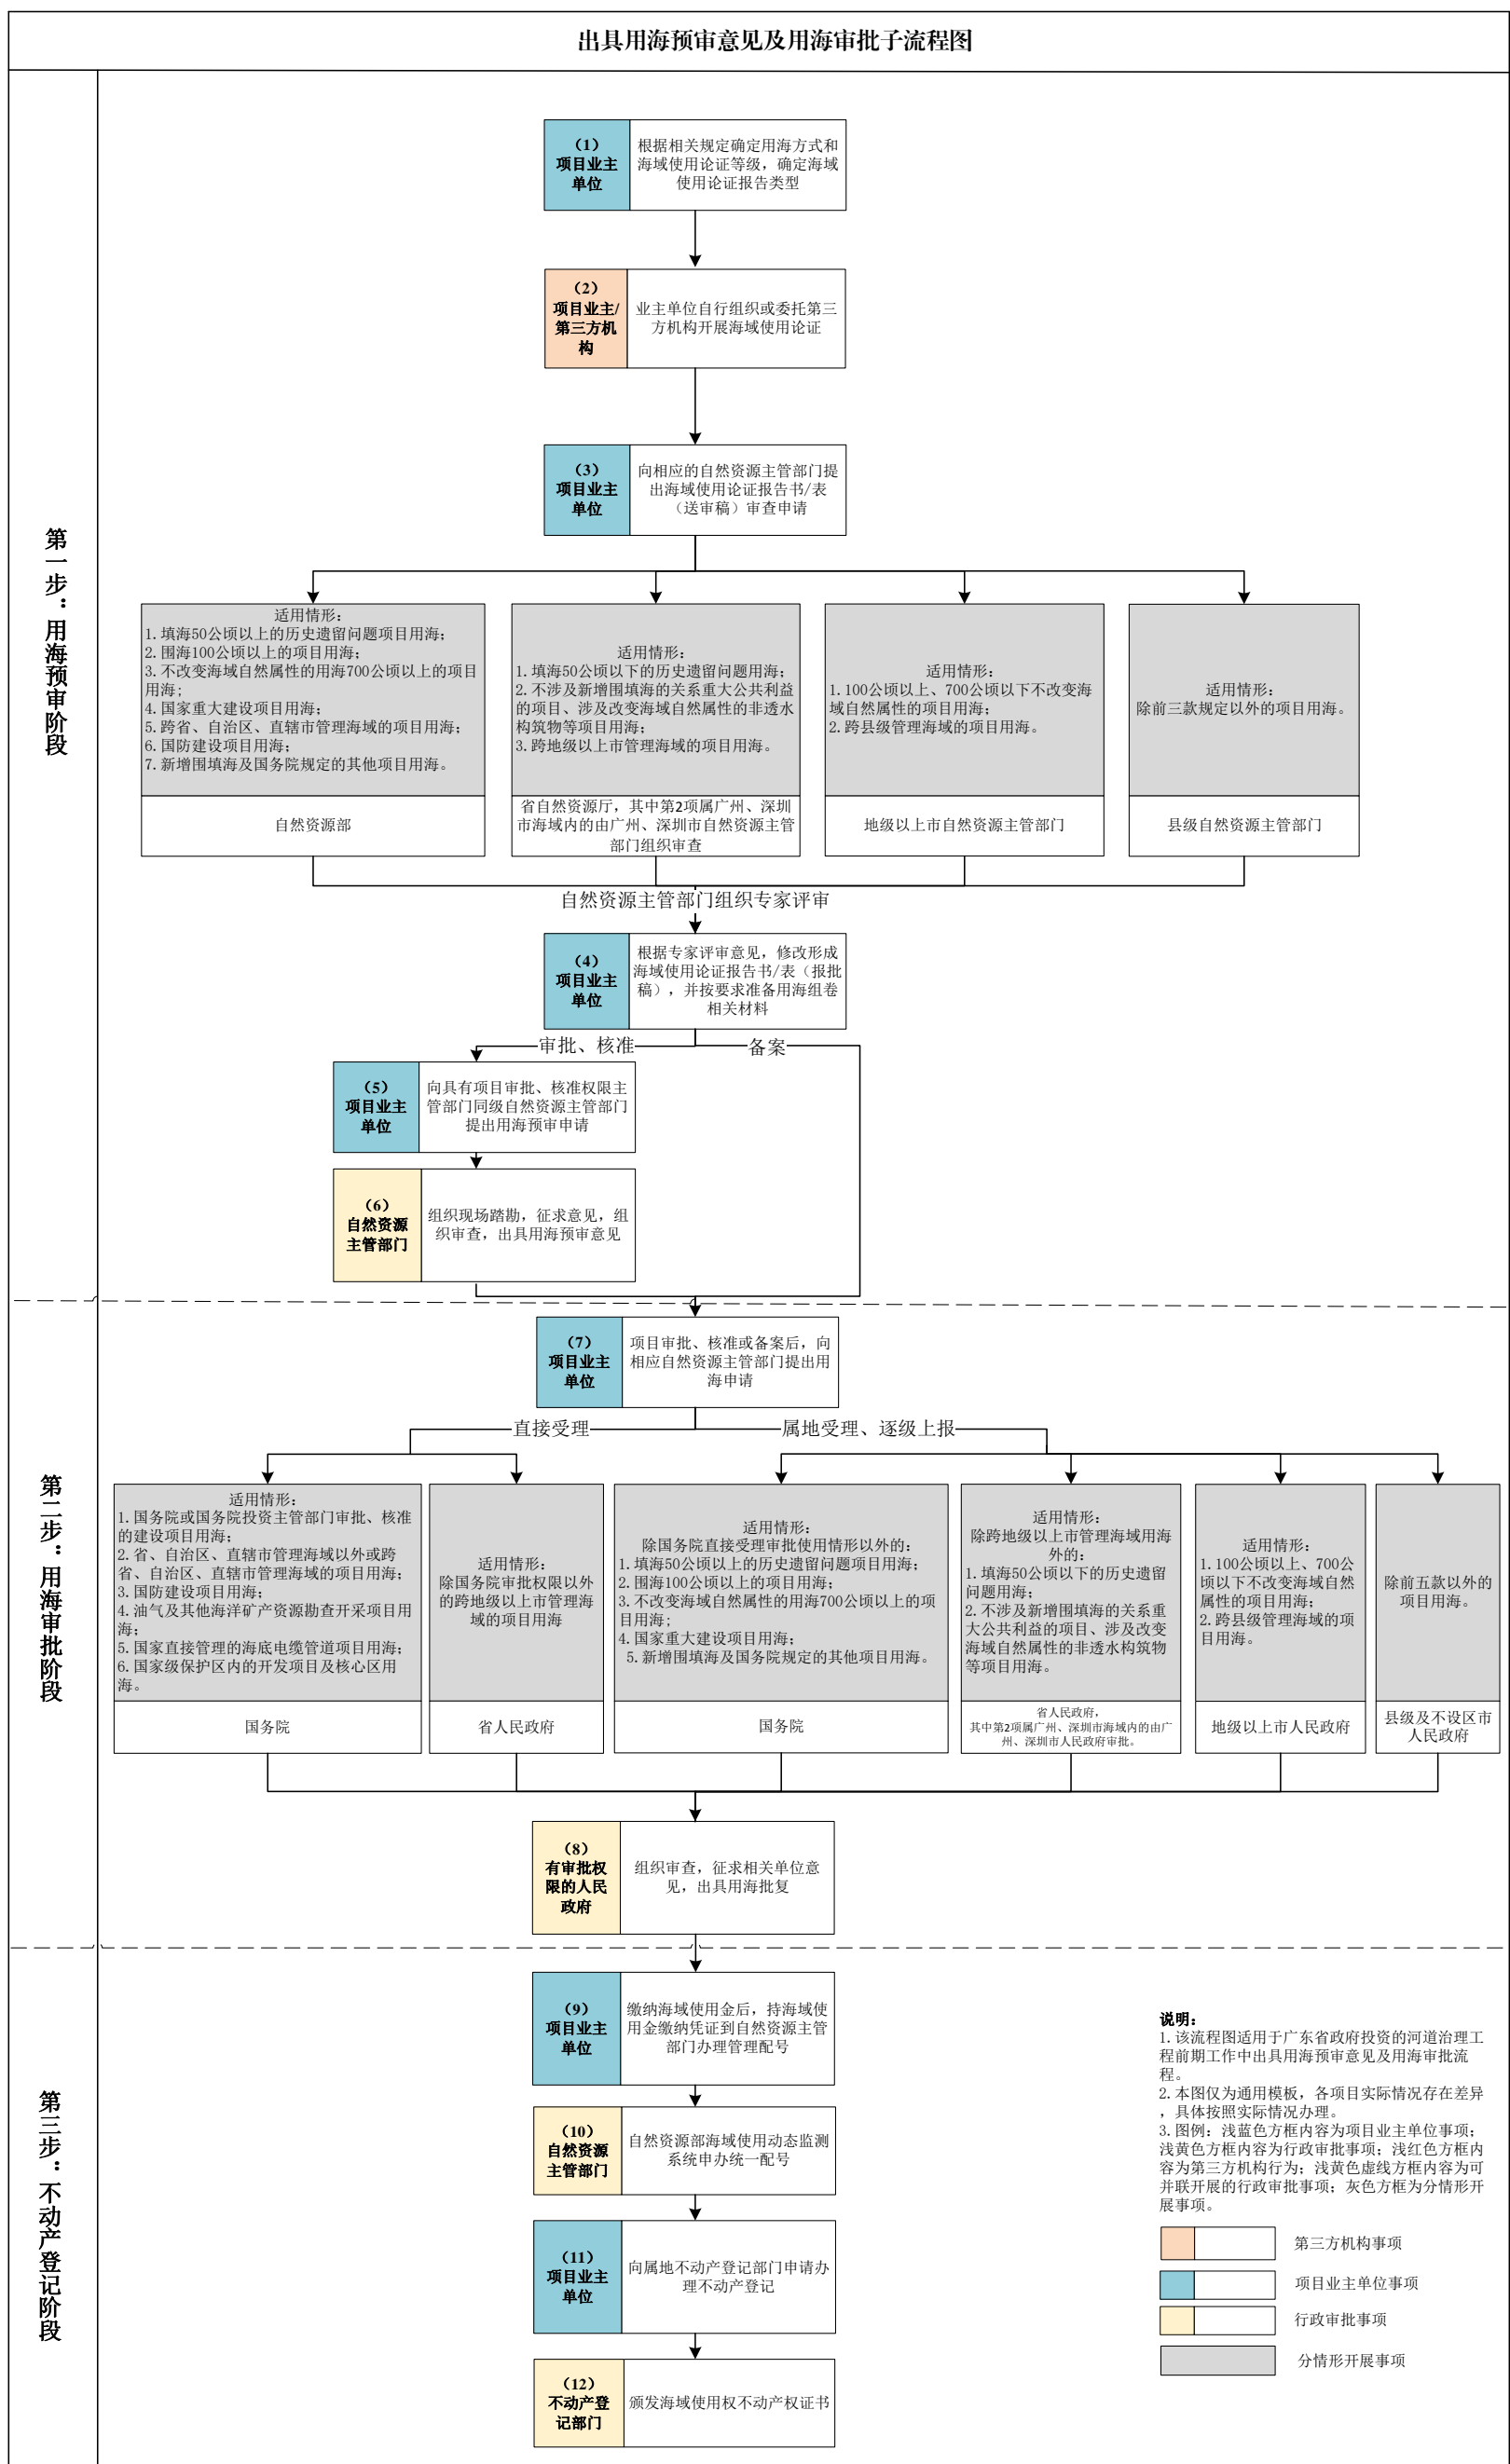 出具用海预审意见及用海审批子流程图
第一步：用海预审阶段
（1）
项目业主
单位
根据相关规定确定用海方式和
海域使用论证等级，确定海域
使用论证报告类型
（2）
项目业主/
第三方机
构
业主单位自行组织或委托第三
方机构开展海域使用论证
（3）
项目业主
单位
向相应的自然资源主管部门提
出海域使用论证报告书/表
（送审稿）审查申请
适用情形：
1.填海50公顷以上的历史遗留问题项目用海；
2.围海100公顷以上的项目用海；
3.不改变海域自然属性的用海700公顷以上的项目
用海;
4.国家重大建设项目用海；
5.跨省、自治区、直辖市管理海域的项目用海；
6.国防建设项目用海；
7.新增围填海及国务院规定的其他项目用海。
自然资源部
适用情形：
1.填海50公顷以下的历史遗留问题用海；
2.不涉及新增围填海的关系重大公共利益
的项目、涉及改变海域自然属性的非透水
构筑物等项目用海；
3.跨地级以上市管理海域的项目用海。
省自然资源厅，其中第2项属广州、深圳
市海域内的由广州、深圳市自然资源主管
部门组织审查
适用情形：
1.100公顷以上、700公顷以下不改变海
域自然属性的项目用海；
2.跨县级管理海域的项目用海。
地级以上市自然资源主管部门
适用情形：
除前三款规定以外的项目用海。
县级自然资源主管部门
自然资源主管部门组织专家评审
（4）
项目业主
单位
根据专家评审意见，修改形成
海域使用论证报告书/表（报批
稿），并按要求准备用海组卷
相关材料
审批、核准
备案
（5）
项目业主
单位
向具有项目审批、核准权限主
管部门同级自然资源主管部门
提出用海预审申请
（6）
自然资源
主管部门
组织现场踏勘，征求意见，组
织审查，出具用海预审意见
第二步：用海审批阶段
（7）
项目业主
单位
项目审批、核准或备案后，向
相应自然资源主管部门提出用
海申请
直接受理
属地受理、逐级上报
适用情形：
1.国务院或国务院投资主管部门审批、核准
的建设项目用海；
2.省、自治区、直辖市管理海域以外或跨
省、自治区、直辖市管理海域的项目用海；
3.国防建设项目用海；
4.油气及其他海洋矿产资源勘查开采项目用
海；
5.国家直接管理的海底电缆管道项目用海；
6.国家级保护区内的开发项目及核心区用
海。
国务院
适用情形：
除国务院审批权限以外
的跨地级以上市管理海
域的项目用海
省人民政府
适用情形：
除国务院直接受理审批使用情形以外的：
1.填海50公顷以上的历史遗留问题项目用海；
2.围海100公顷以上的项目用海；
3.不改变海域自然属性的用海700公顷以上的项
目用海;
4.国家重大建设项目用海；
5.新增围填海及国务院规定的其他项目用海。
国务院
适用情形：
除跨地级以上市管理海域用海
外的：
1.填海50公顷以下的历史遗留
问题用海；
2.不涉及新增围填海的关系重
大公共利益的项目、涉及改变
海域自然属性的非透水构筑物
等项目用海。
省人民政府，
其中第2项属广州、深圳市海域内的由广
州、深圳市人民政府审批。
适用情形：
1.100公顷以上、700公
顷以下不改变海域自然
属性的项目用海；
2.跨县级管理海域的项
目用海。
地级以上市人民政府
除前五款以外的
项目用海。
县级及不设区市
人民政府
（8）
有审批权
限的人民
政府
组织审查，征求相关单位意
见，出具用海批复
第三步：不动产登记阶段
（9）
项目业主
单位
缴纳海域使用金后，持海域使
用金缴纳凭证到自然资源主管
部门办理管理配号
（10）
自然资源
主管部门
自然资源部海域使用动态监测
系统申办统一配号
（11）
项目业主
单位
向属地不动产登记部门申请办
理不动产登记
（12）
不动产登
记部门
颁发海域使用权不动产权证书
说明：
1.该流程图适用于广东省政府投资的河道治理工
程前期工作中出具用海预审意见及用海审批流
程。
2.本图仅为通用模板，各项目实际情况存在差异
，具体按照实际情况办理。
3.图例：浅蓝色方框内容为项目业主单位事项；
浅黄色方框内容为行政审批事项；浅红色方框内
容为第三方机构行为；浅黄色虚线方框内容为可
并联开展的行政审批事项；灰色方框为分情形开
展事项。
第三方机构事项
项目业主单位事项
行政审批事项
分情形开展事项